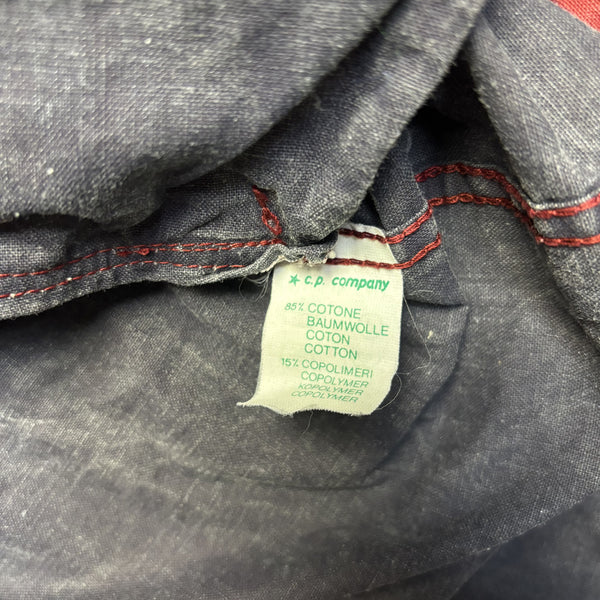 ★ c.p. company
85% COTONE
BAUMWOLLE
COTON
COTTON
15% COPOLIMERI
COPOLYMER
KOPOLYMER
COPOLYMER